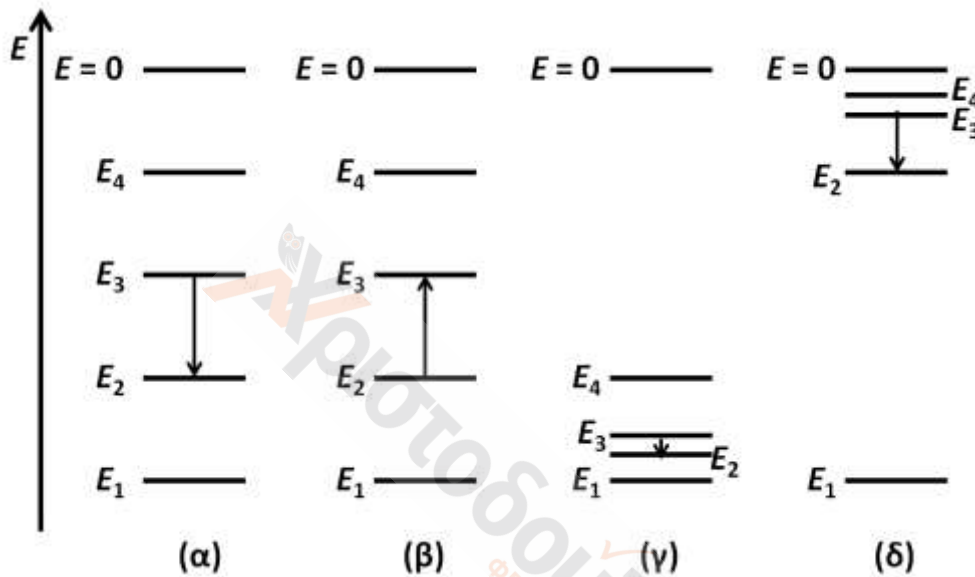 E
E = 0 E = 0 E = 0 E = 0
E₄
E₃
E₄ E₄
E₂
E₃ E₃
E₂ E₂ E₄
E₃
E₂
E₁ E₁ E₁ E₁
(α) (β) (γ) (δ)